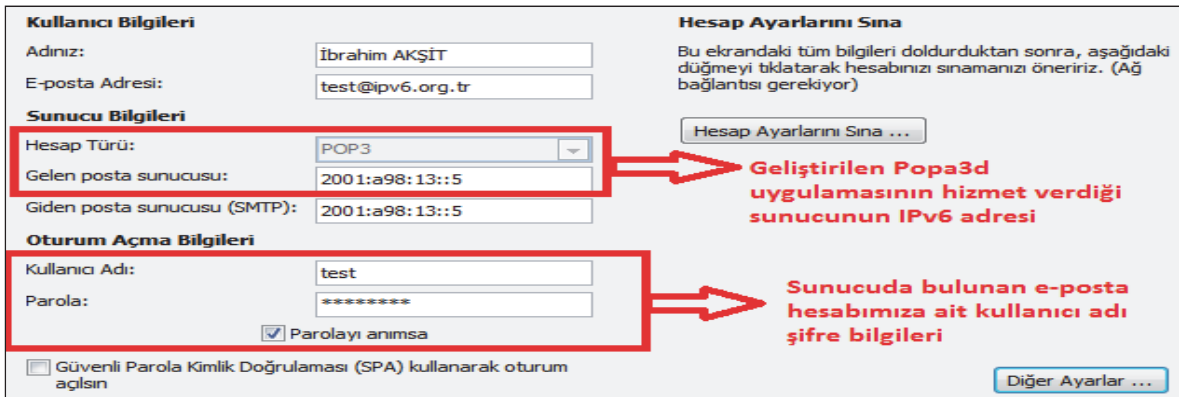 Kullanıcı Bilgileri
Adınız: İbrahim AKŞİT
E-posta Adresi: test@ipv6.org.tr
Sunucu Bilgileri
Hesap Türü: POP3
Gelen posta sunucusu: 2001:a98:13::5
Giden posta sunucusu (SMTP): 2001:a98:13::5
Oturum Açma Bilgileri
Kullanıcı Adı: test
Parola: ********
Parolayı anımsa
Güvenli Parola Kimlik Doğrulaması (SPA) kullanarak oturum
açılsın
Hesap Ayarlarını Sına
Bu ekrandaki tüm bilgileri doldurduktan sonra, aşağıdaki
düğmeyi tıklatarak hesabınızı sınamanızı öneririz. (Ağ
bağlantısı gerekiyor)
Hesap Ayarlarını Sına ...
Geliştirilen Popa3d
uygulamasının hizmet verdiği
sunucunun IPv6 adresi
Sunucuda bulunan e-posta
hesabımıza ait kullanıcı adı
şifre bilgileri
Diğer Ayarlar ...